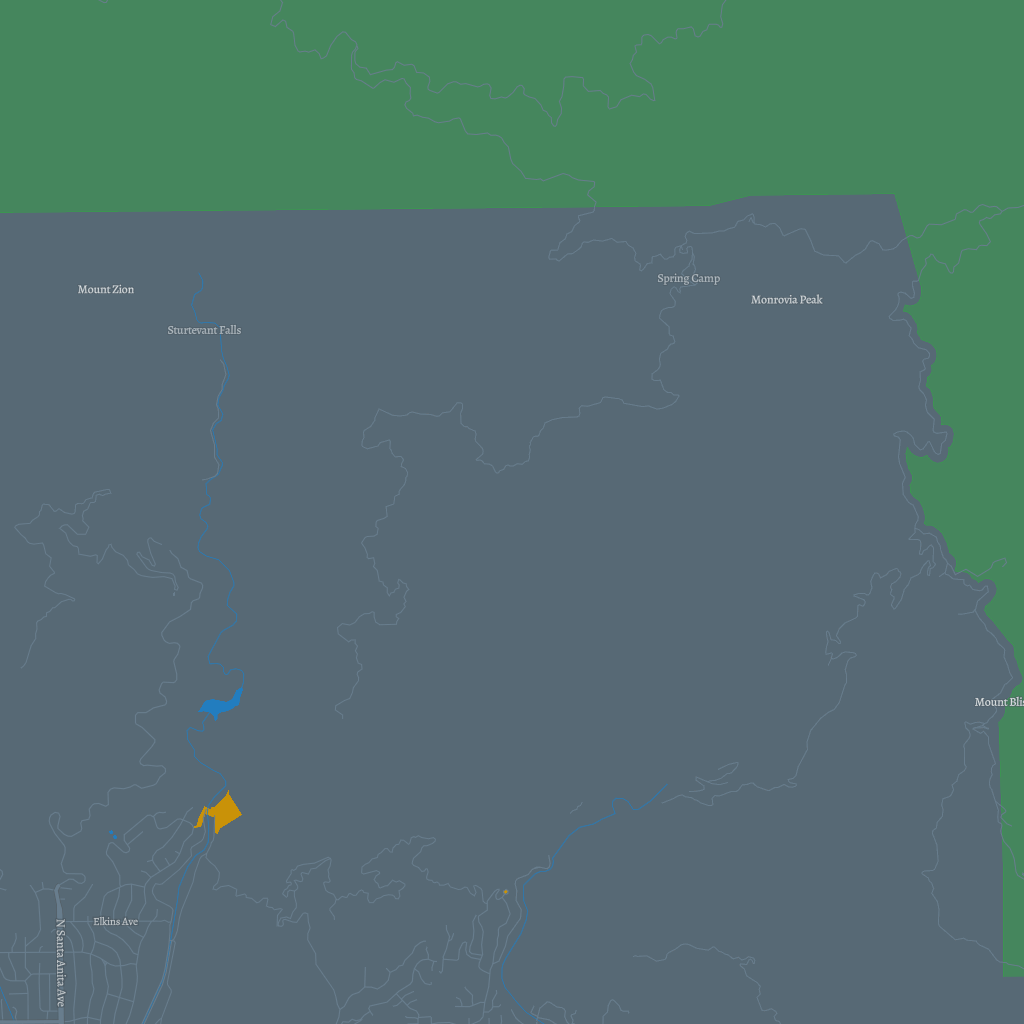 Spring Camp
Mount Zion
Monrovia Peak
Sturtevant Falls
Mount Blis
Elkins Ave
N Santa Anita Ave